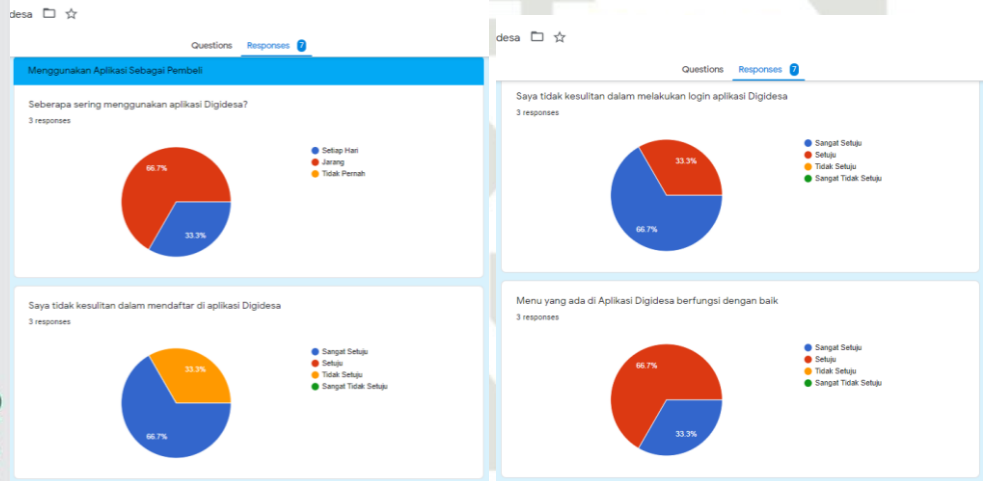 desa
Questions Responses 7
Menggunakan Aplikasi Sebagai Pembeli
Seberapa sering menggunakan aplikasi Digidesa?
3 responses
Setiap Hari
Jarang
Tidak Pernah
66.7%
33.3%
Saya tidak kesulitan dalam mendaftar di aplikasi Digidesa
3 responses
Sangat Setuju
Setuju
Tidak Setuju
Sangat Tidak Setuju
33.3%
66.7%
desa
Questions Responses 7
Saya tidak kesulitan dalam melakukan login aplikasi Digidesa
3 responses
Sangat Setuju
Setuju
Tidak Setuju
Sangat Tidak Setuju
33.3%
66.7%
Menu yang ada di Aplikasi Digidesa berfungsi dengan baik
3 responses
Sangat Setuju
Setuju
Tidak Setuju
Sangat Tidak Setuju
66.7%
33.3%